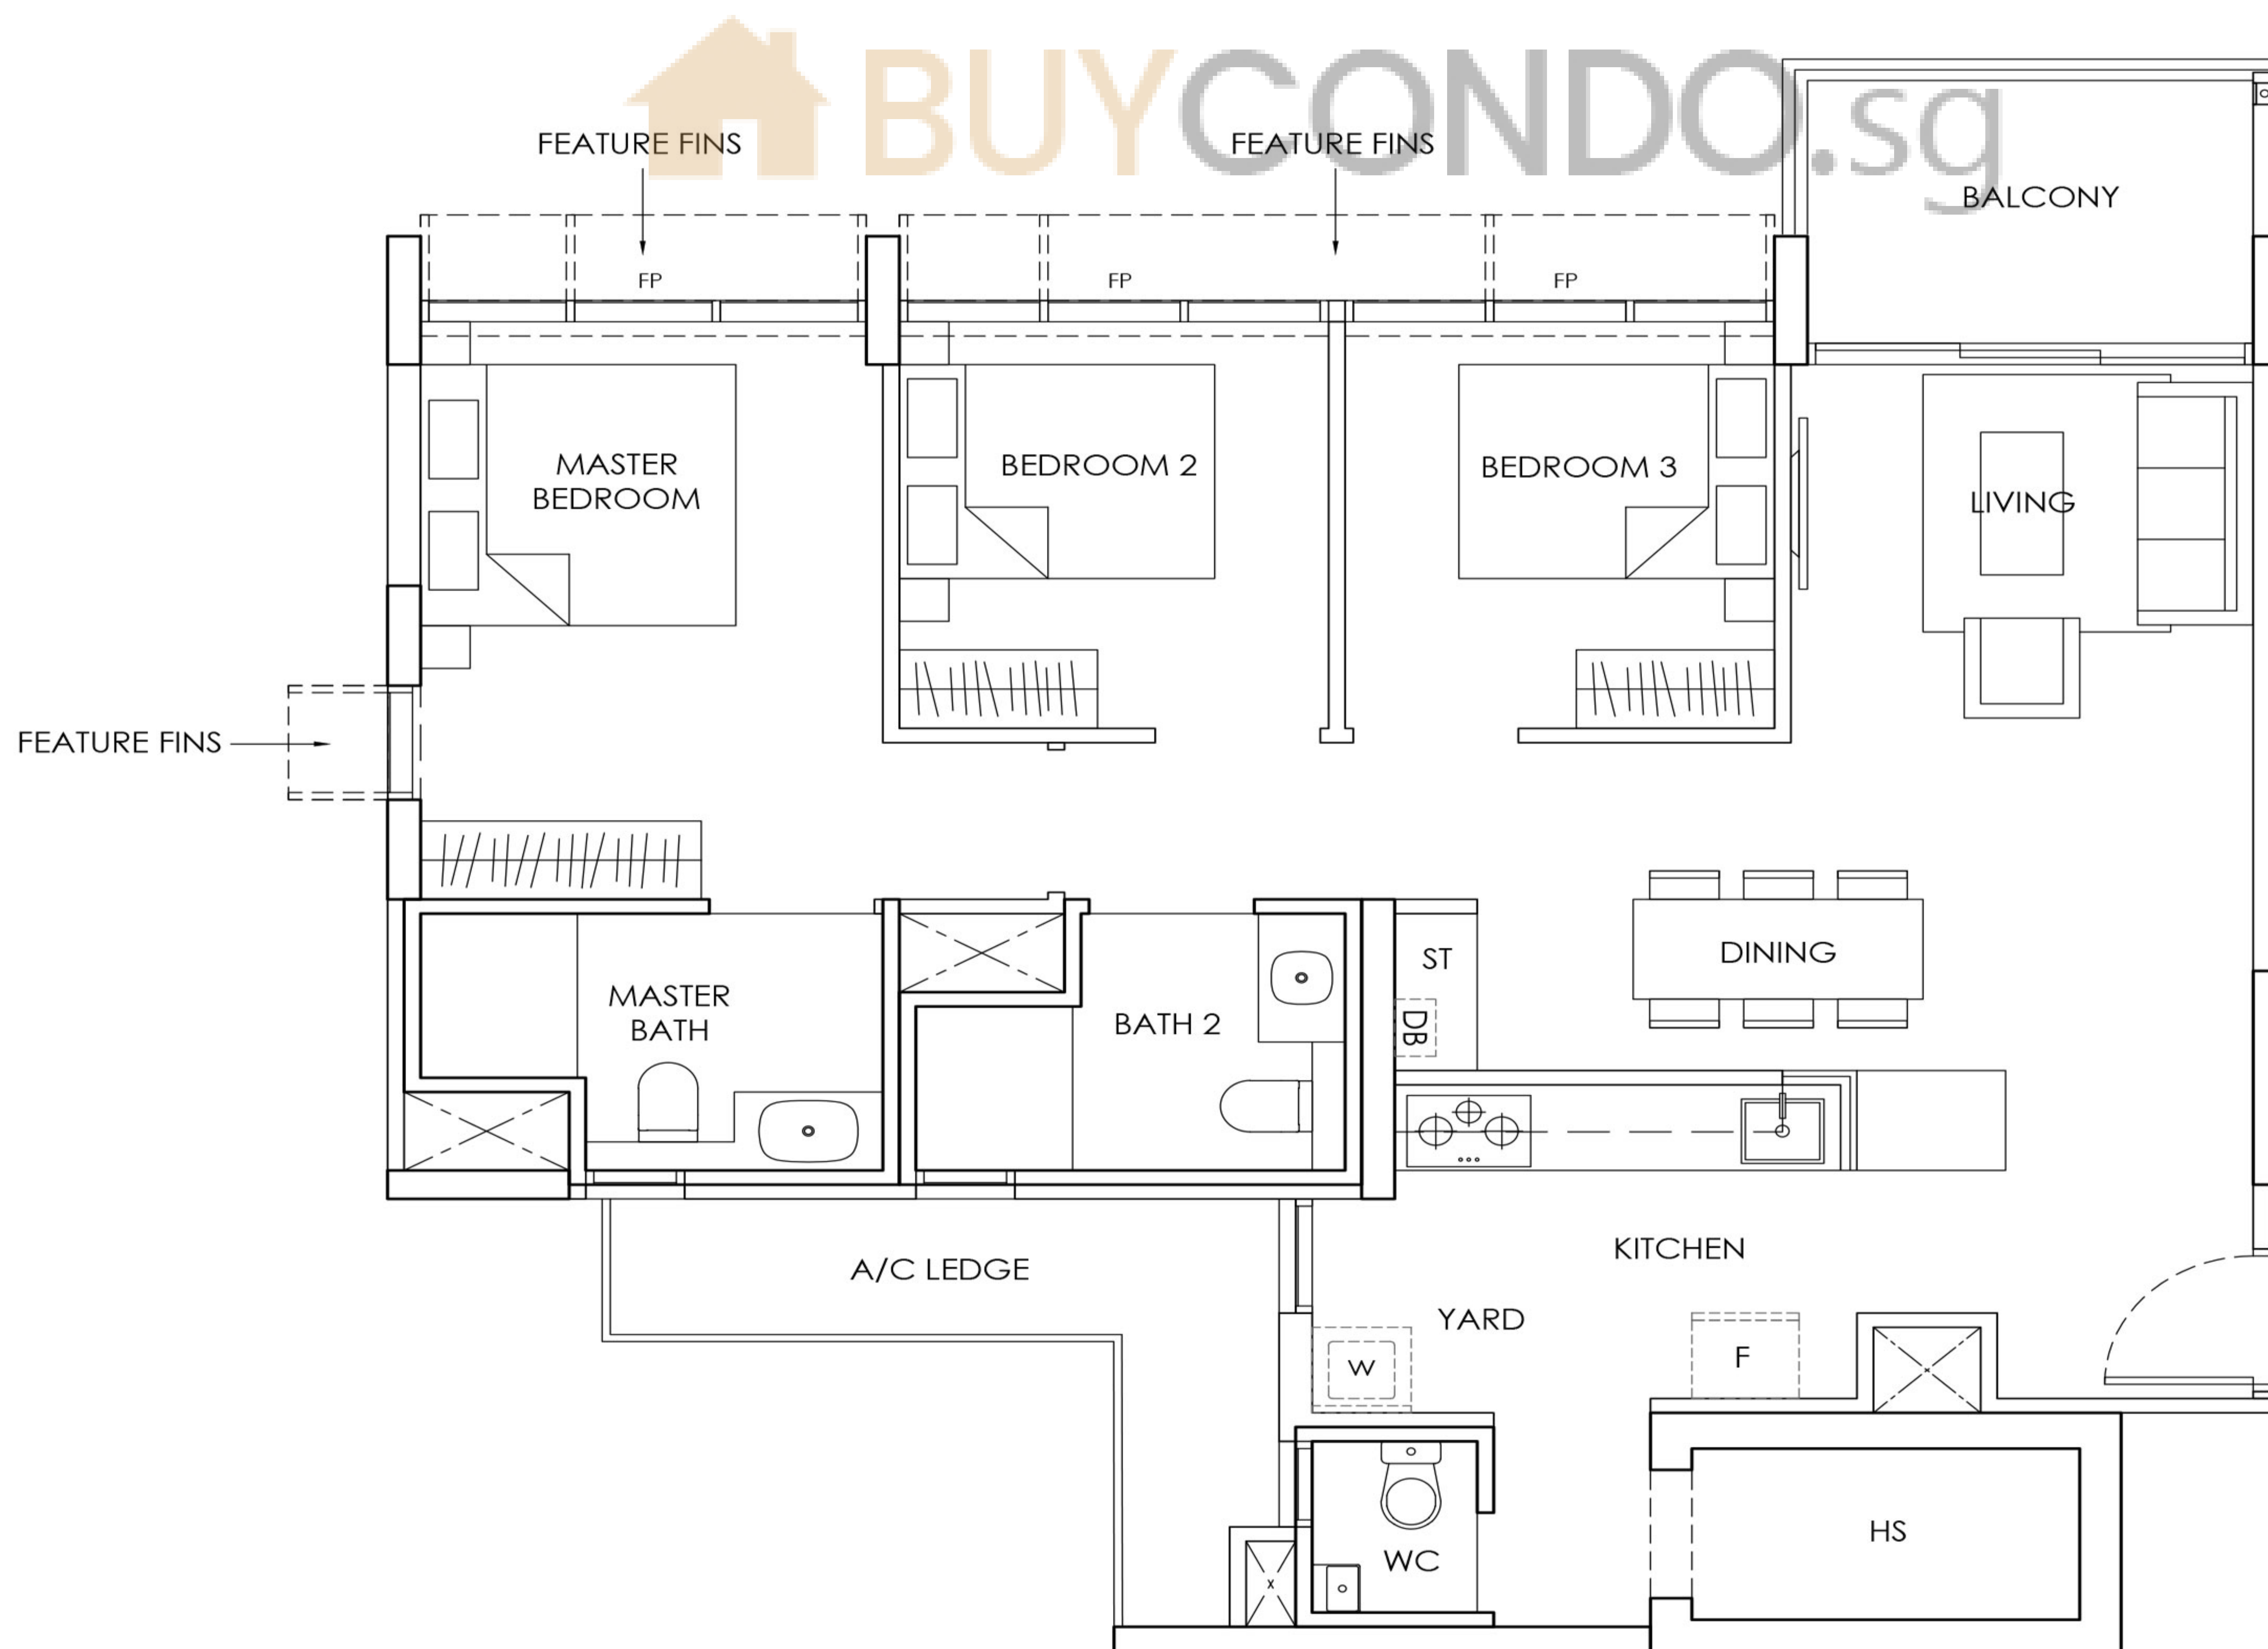 BUYCONDO.sg
FEATURE FINS
FEATURE FINS
BALCONY
FP
FP
FP
MASTER
BEDROOM
BEDROOM 2
BEDROOM 3
LIVING
FEATURE FINS
MASTER
BATH
BATH 2
ST
DB
DINING
A/C LEDGE
KITCHEN
YARD
W
F
WC
HS